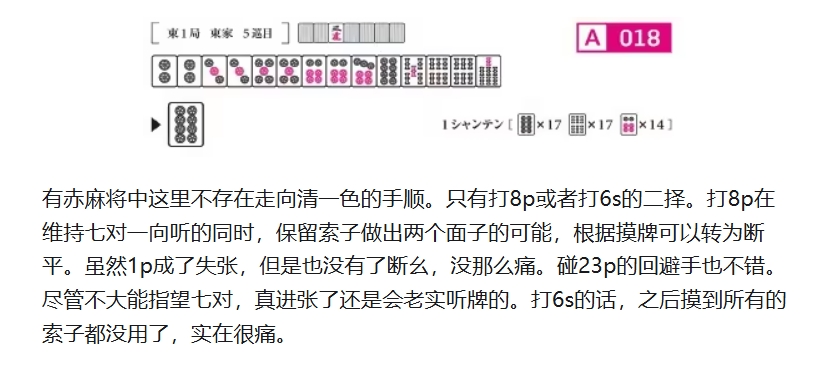 [ 東1局 東家 5巡目 ]
A 018
1シャンテン [ ×17 ×17 ×14 ]
有赤麻将中这里不存在走向清一色的手顺。只有打8p或者打6s的二择。打8p在
维持七对一向听的同时，保留索子做出两个面子的可能，根据摸牌可以转为断
平。虽然1p成了失张，但是也没有了断幺，没那么痛。碰23p的回避手也不错。
尽管不大能指望七对，真进张了还是会老实听牌的。打6s的话，之后摸到所有的
索子都没用了，实在很痛。